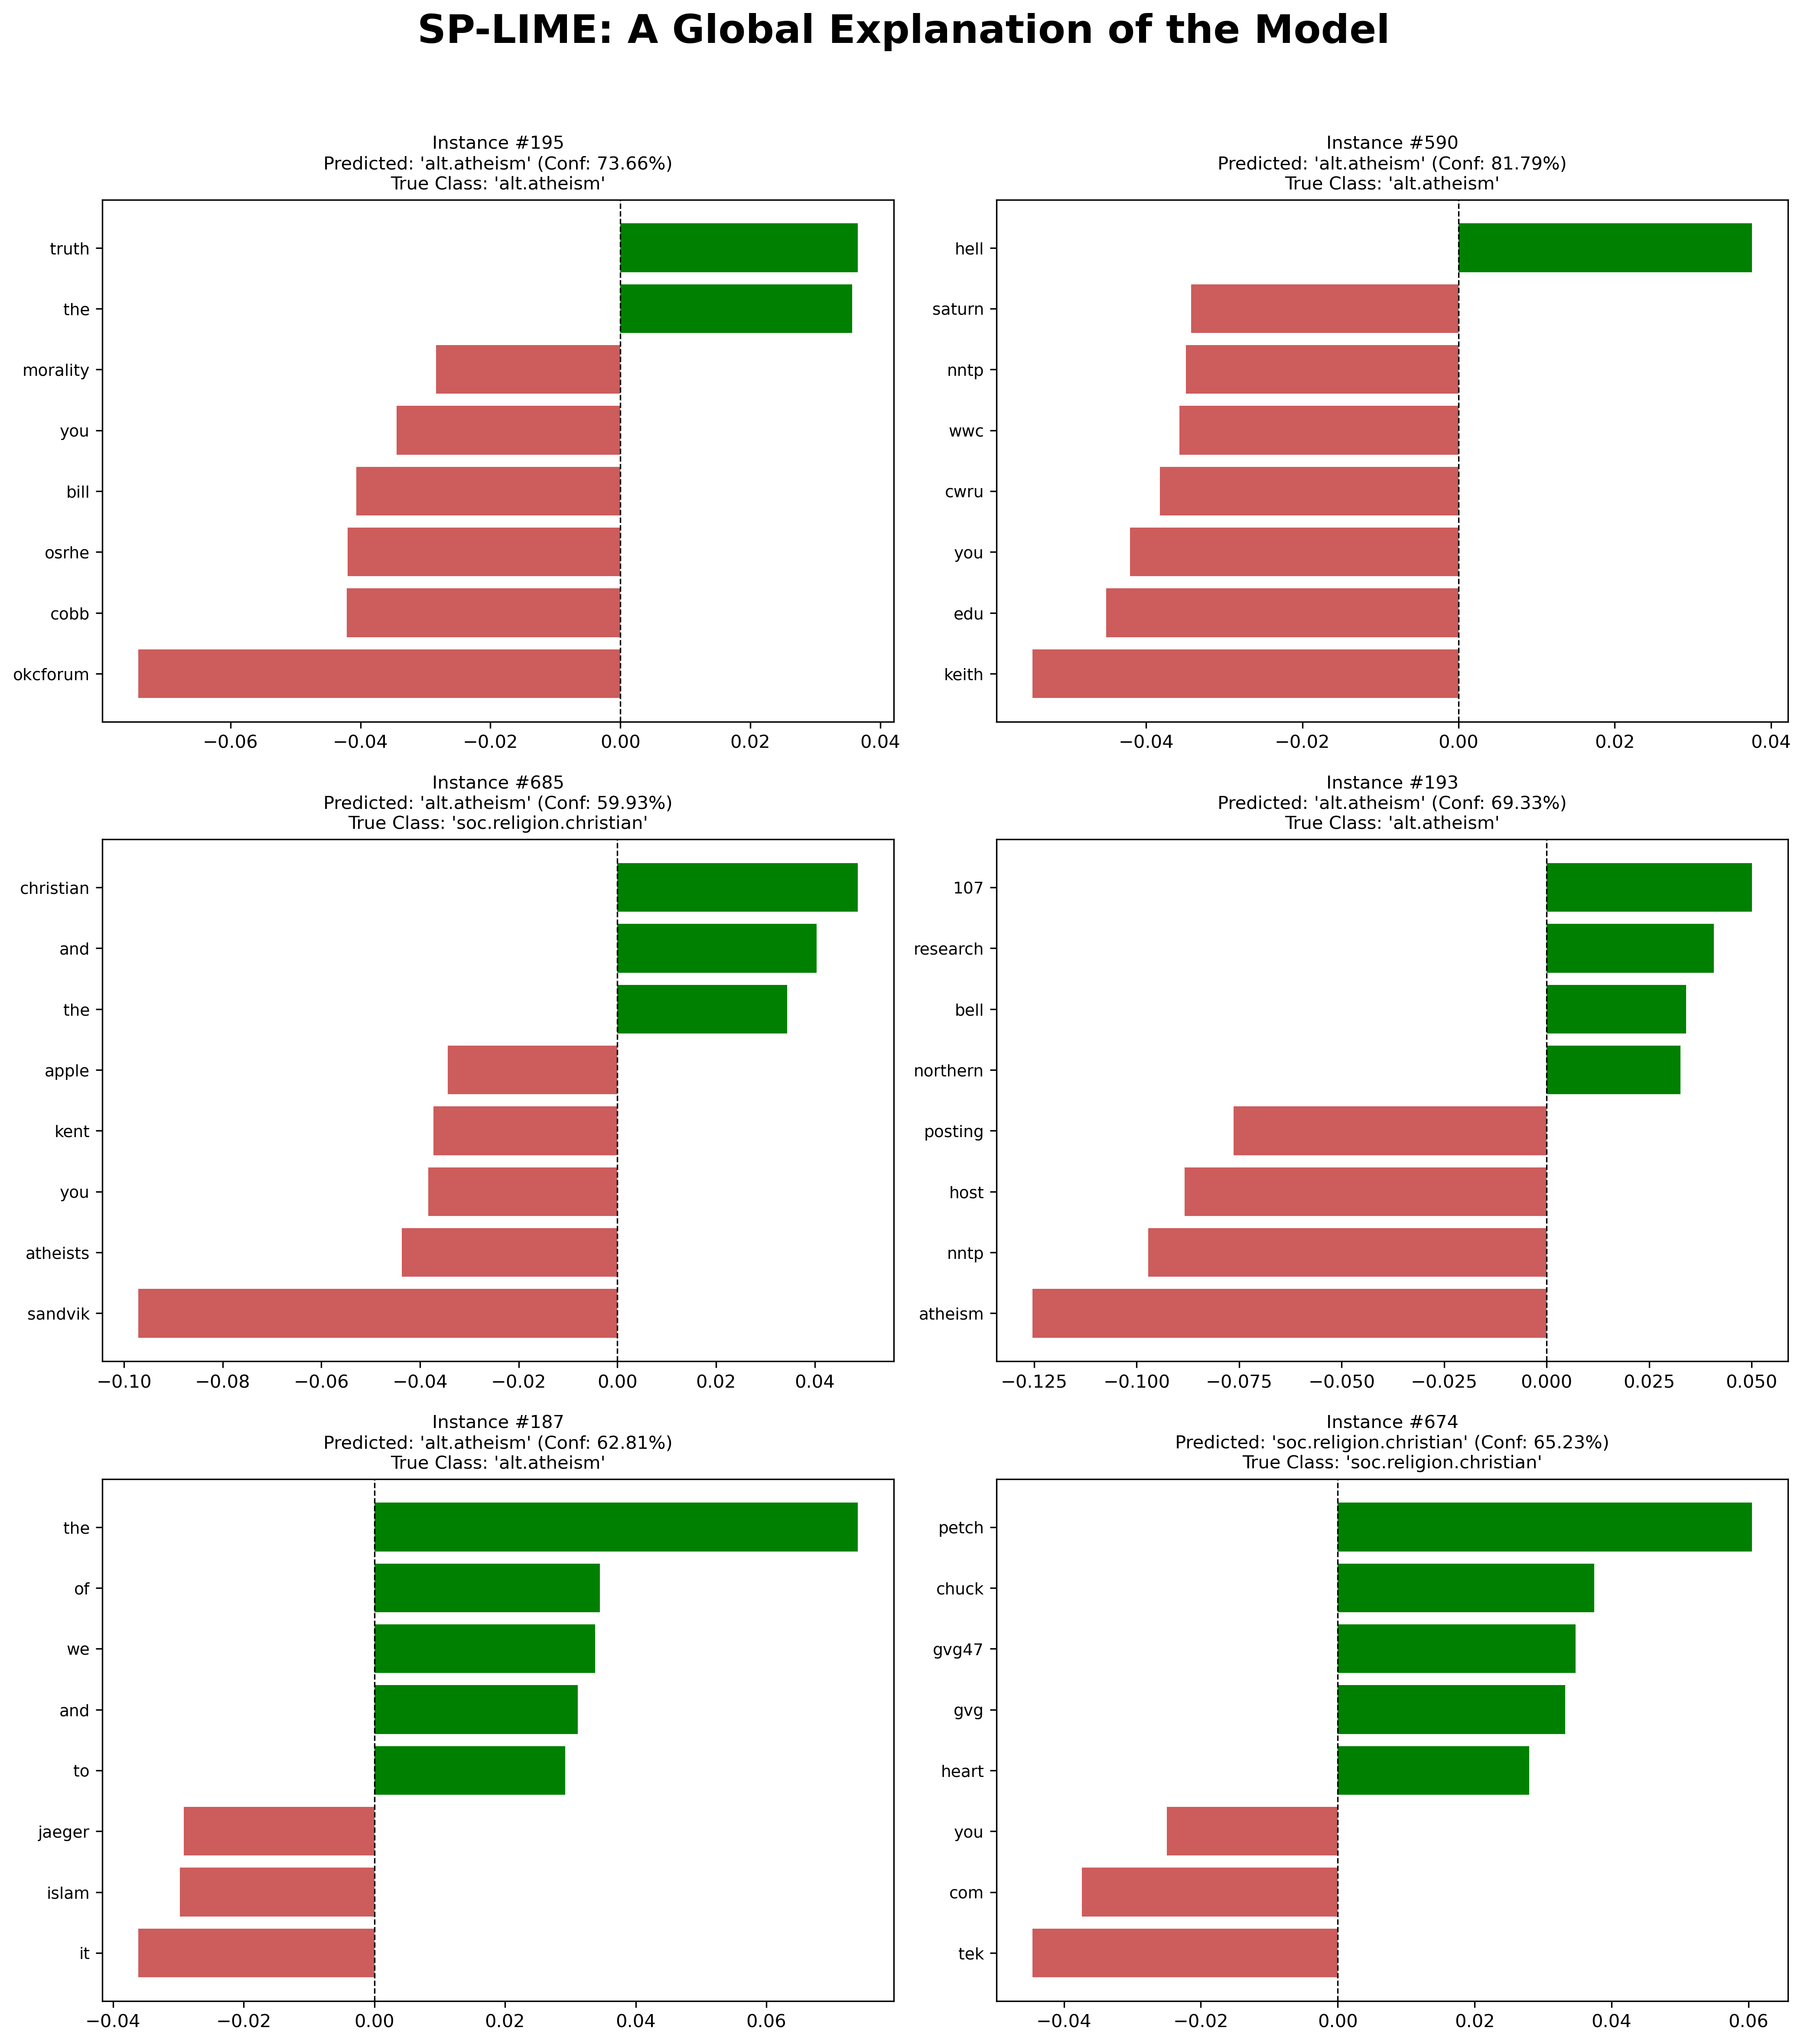 SP-LIME: A Global Explanation of the Model
Instance #195
Predicted: 'alt.atheism' (Conf: 73.66%)
True Class: 'alt.atheism'
truth
the
morality
you
bill
osrhe
cobb
okcforum
−0.06 −0.04 −0.02 0.00 0.02 0.04
Instance #590
Predicted: 'alt.atheism' (Conf: 81.79%)
True Class: 'alt.atheism'
hell
saturn
nntp
wwc
cwru
you
edu
keith
−0.04 −0.02 0.00 0.02 0.04
Instance #685
Predicted: 'alt.atheism' (Conf: 59.93%)
True Class: 'soc.religion.christian'
christian
and
the
apple
kent
you
atheists
sandvik
−0.10 −0.08 −0.06 −0.04 −0.02 0.00 0.02 0.04
Instance #193
Predicted: 'alt.atheism' (Conf: 69.33%)
True Class: 'alt.atheism'
107
research
bell
northern
posting
host
nntp
atheism
−0.125 −0.100 −0.075 −0.050 −0.025 0.000 0.025 0.050
Instance #187
Predicted: 'alt.atheism' (Conf: 62.81%)
True Class: 'alt.atheism'
the
of
we
and
to
jaeger
islam
it
−0.04 −0.02 0.00 0.02 0.04 0.06
Instance #674
Predicted: 'soc.religion.christian' (Conf: 65.23%)
True Class: 'soc.religion.christian'
petch
chuck
gvg47
gvg
heart
you
com
tek
−0.04 −0.02 0.00 0.02 0.04 0.06